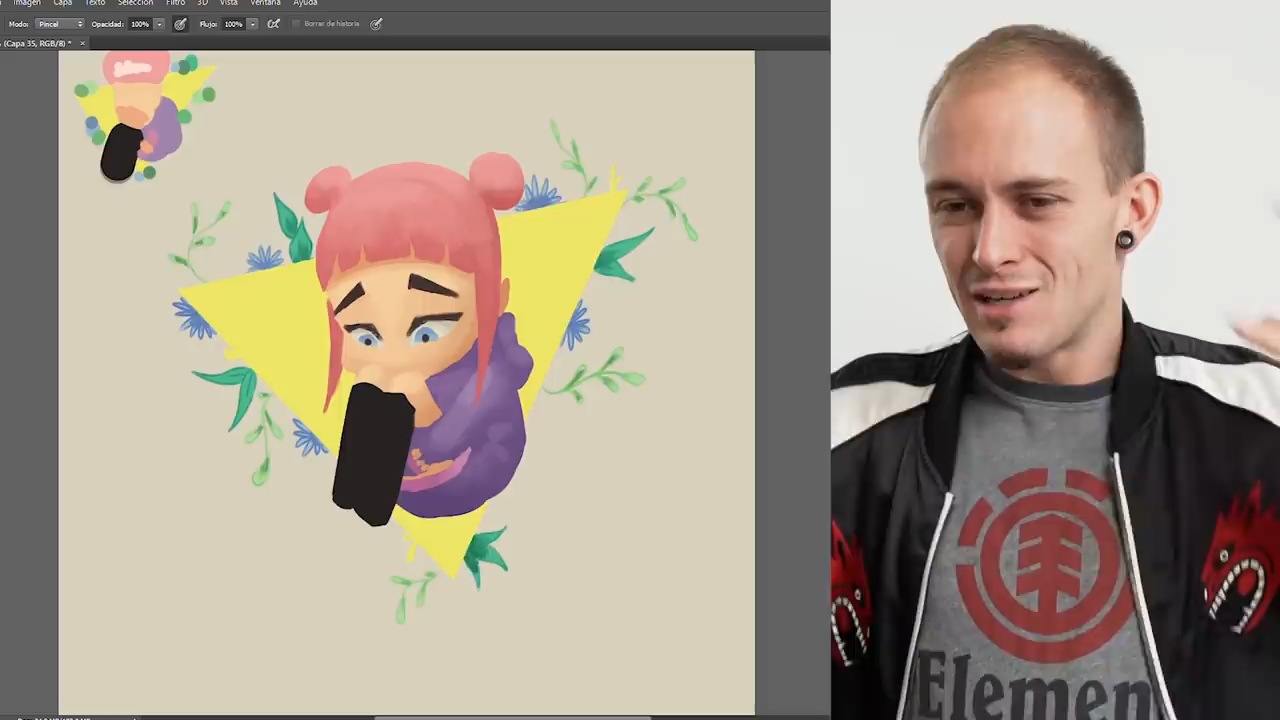 Imagen Capa Texto Selección Filtro 3D Vista Ventana Ayuda
Modo: Pincel Opacidad: 100% Flujo: 100% Borrar de historia
(Capa 35, RGB/8) *
Elemen